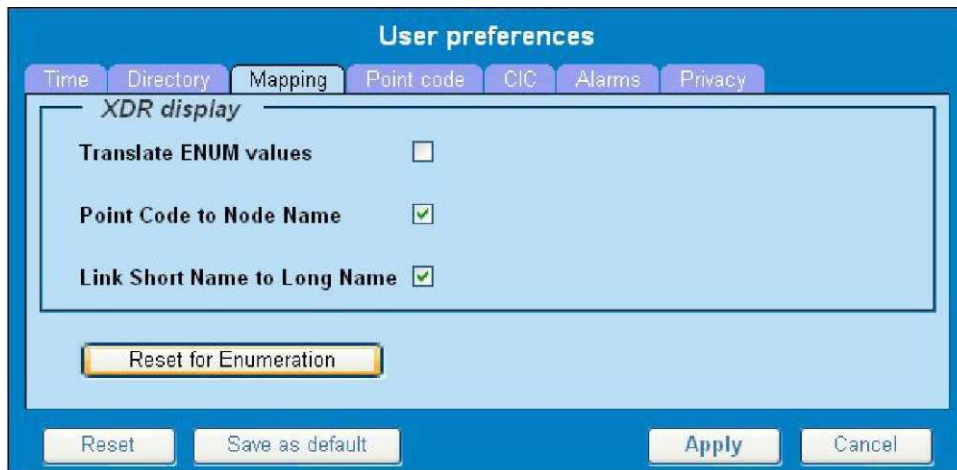 User preferences
Time Directory Mapping Point code CIC Alarms Privacy
XDR display
Translate ENUM values
Point Code to Node Name
Link Short Name to Long Name
Reset for Enumeration
Reset Save as default Apply Cancel